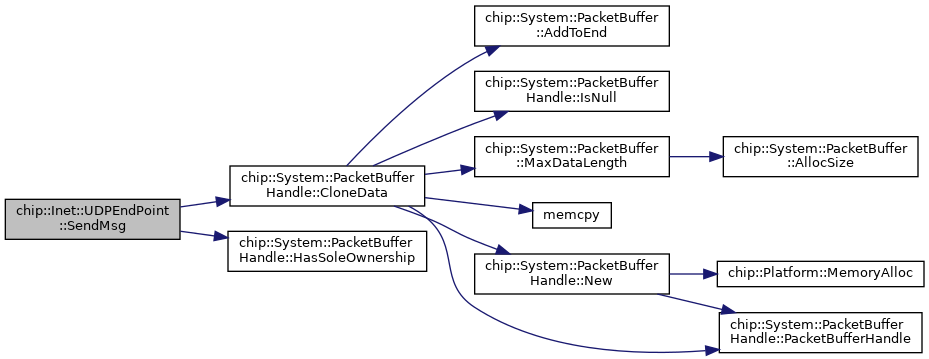 chip::System::PacketBuffer
::AddToEnd
chip::System::PacketBuffer
Handle::IsNull
chip::System::PacketBuffer
::MaxDataLength
chip::System::PacketBuffer
::AllocSize
chip::System::PacketBuffer
Handle::CloneData
chip::Inet::UDPEndPoint
::SendMsg
memcpy
chip::System::PacketBuffer
Handle::HasSoleOwnership
chip::System::PacketBuffer
Handle::New
chip::Platform::MemoryAlloc
chip::System::PacketBuffer
Handle::PacketBufferHandle